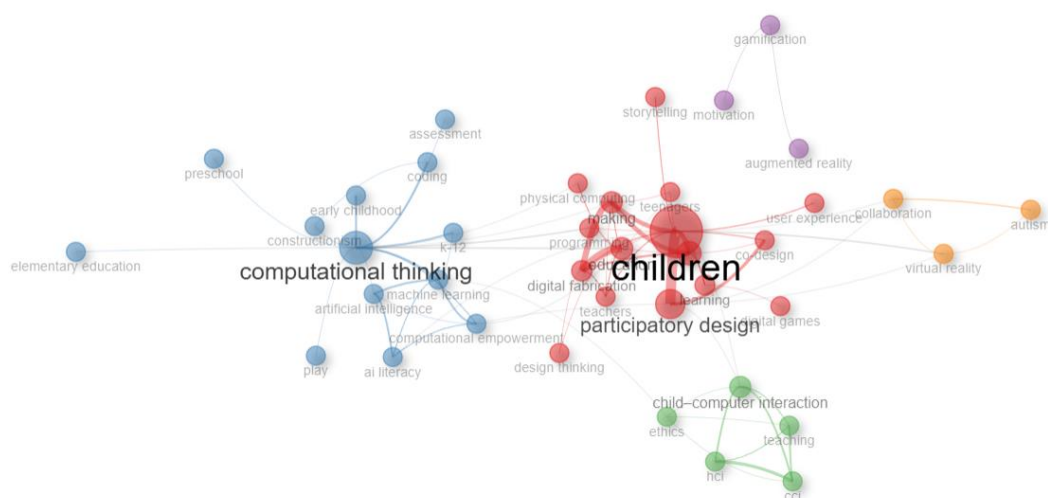 gamification
storytelling
motivation
assessment
augmented reality
preschool
coding
physical computing
teenagers
early childhood
making
user experience
collaboration
autism
constructionism
k-12
programming
co-design
elementary education
computational thinking
education
children
virtual reality
digital fabrication
machine learning
artificial intelligence
teachers
learning
digital games
computational empowerment
participatory design
play
ai literacy
design thinking
child–computer interaction
ethics
teaching
hci
cci